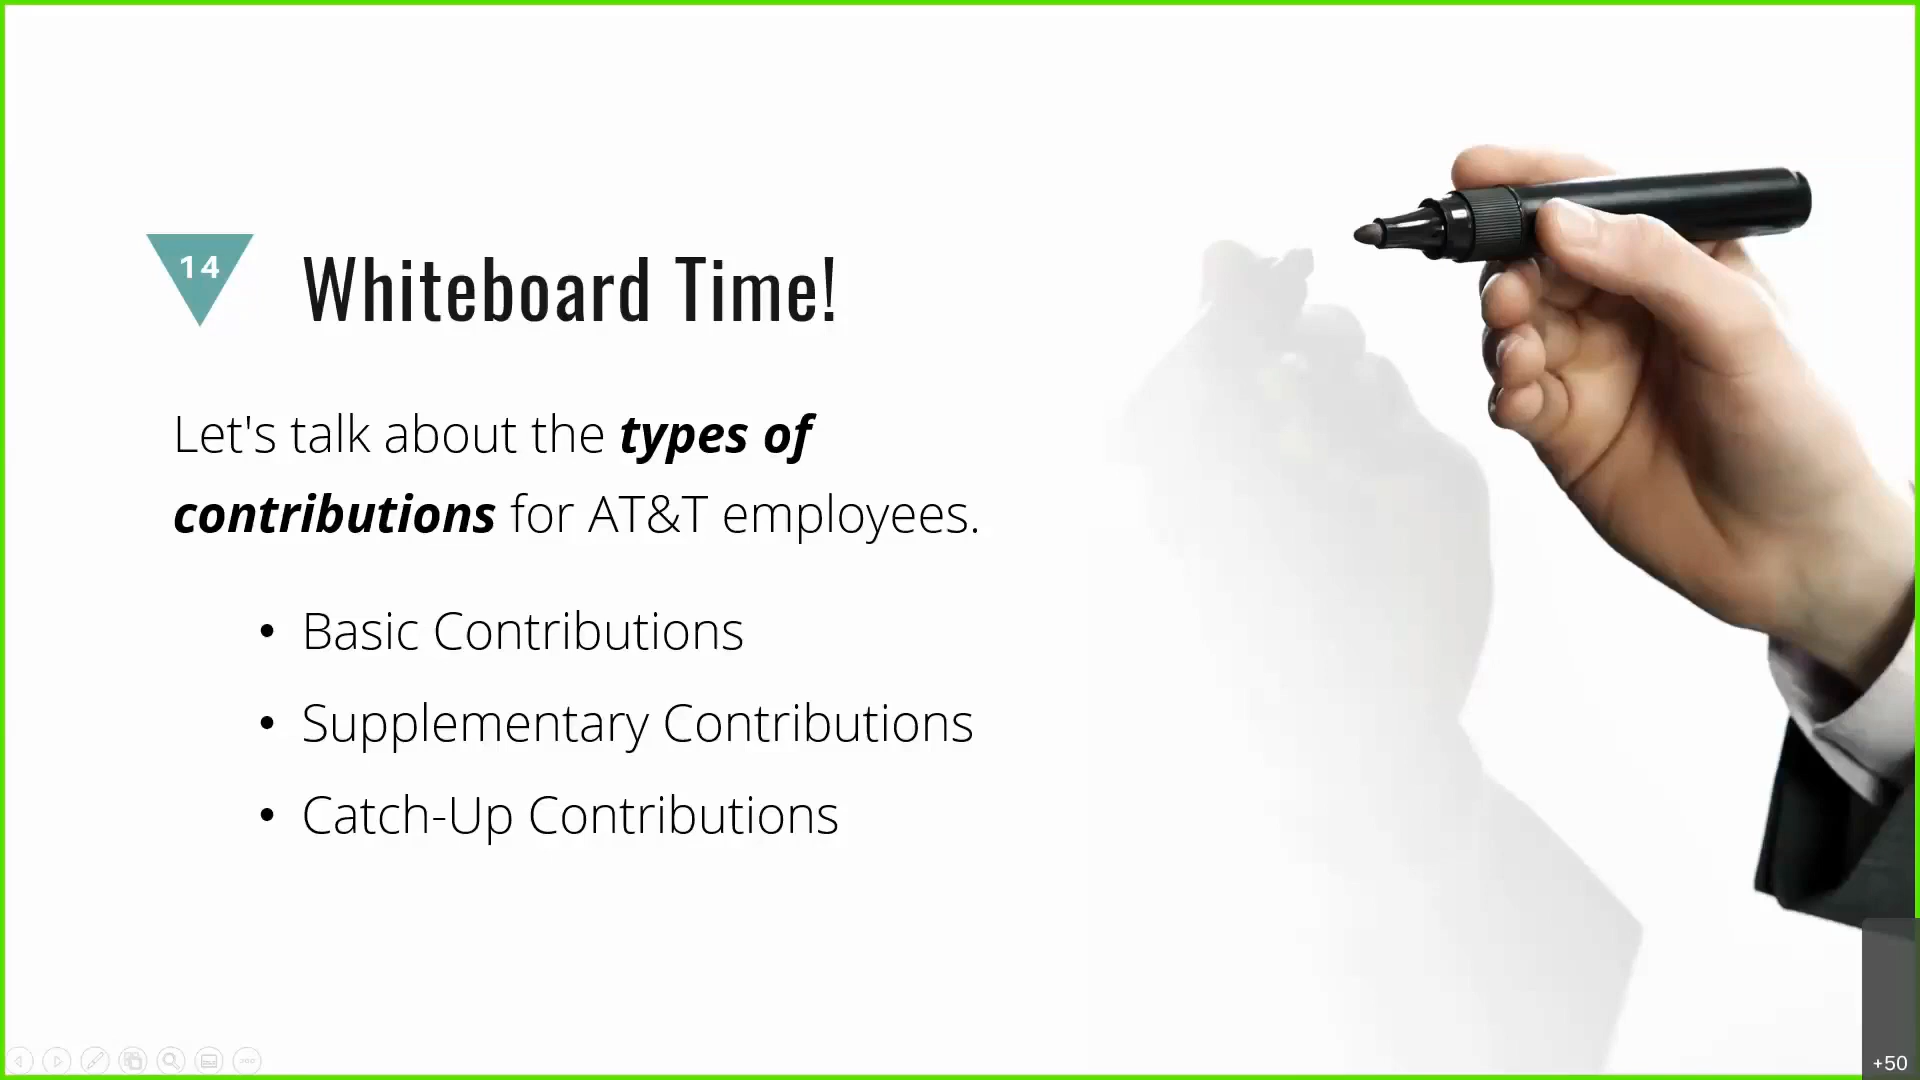 14
Whiteboard Time!
Let's talk about the types of
contributions for AT&T employees.
• Basic Contributions
• Supplementary Contributions
• Catch-Up Contributions
+50